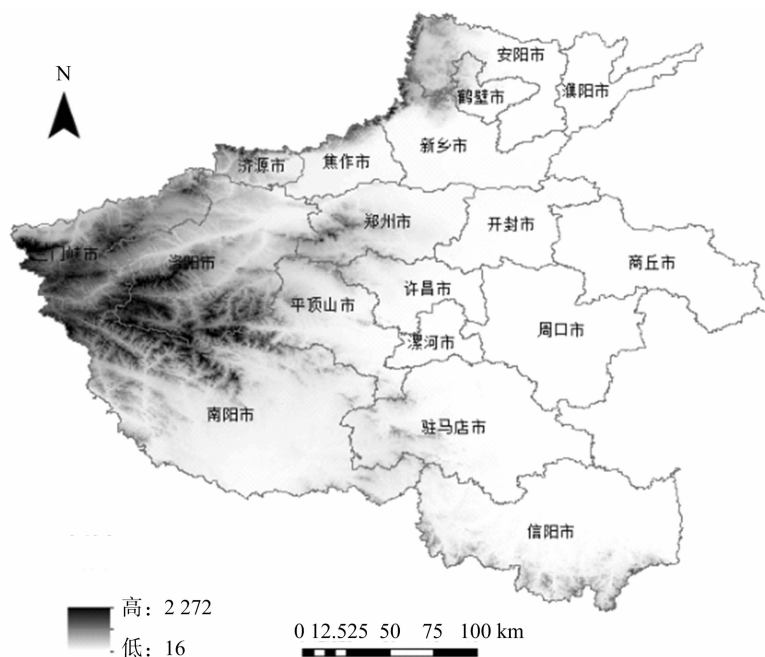 安阳市
N
濮阳市
鹤壁市
新乡市
济源市
焦作市
郑州市
开封市
三门峡市
洛阳市
商丘市
许昌市
平顶山市
周口市
漯河市
南阳市
驻马店市
信阳市
高：2 272
低：16
0 12.525 50 75 100 km